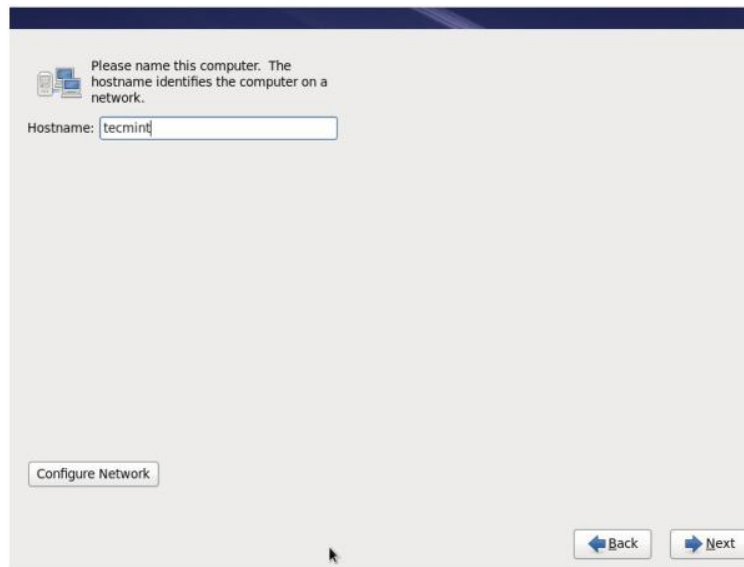 Please name this computer.  The
hostname identifies the computer on a
network.
Hostname: tecmint
Configure Network
Back
Next